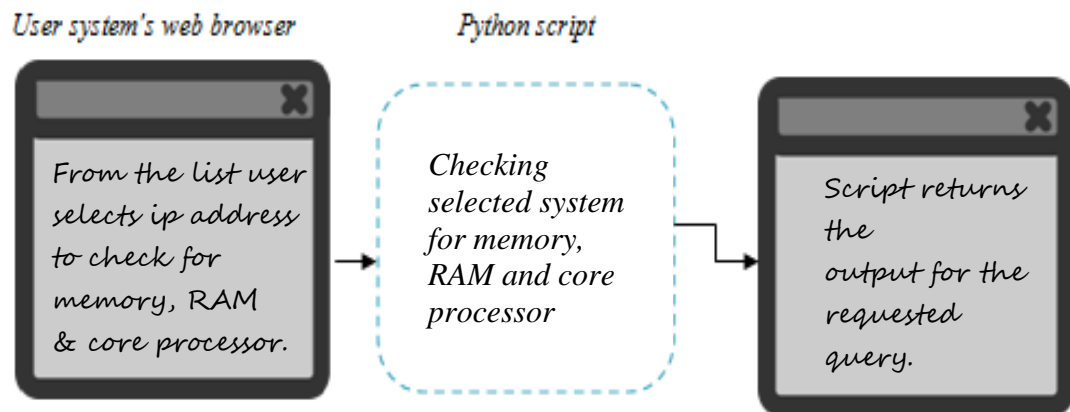 User system's web browser
Python script
From the list user
selects ip address
to check for
memory, RAM
& core processor.
Checking
selected system
for memory,
RAM and core
processor
Script returns
the
output for the
requested
query.